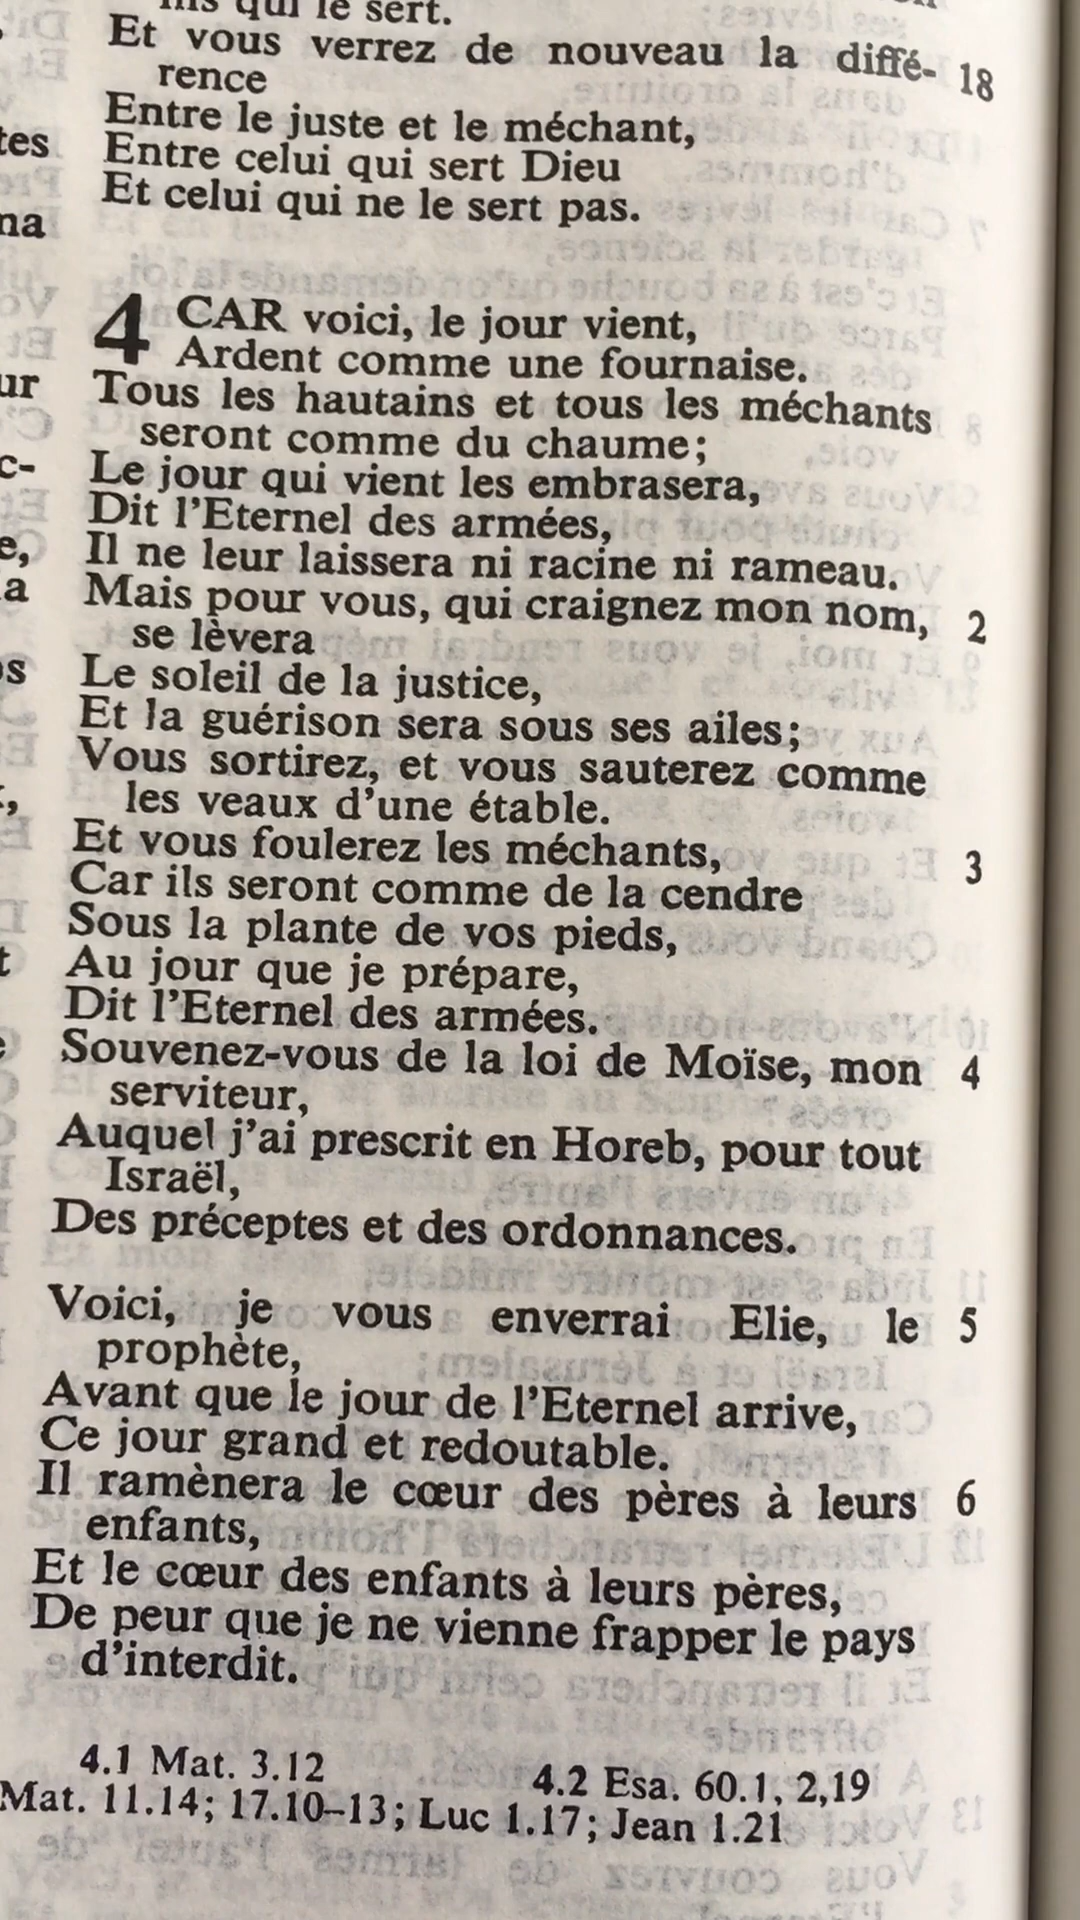 qui le sert.
Et vous verrez de nouveau la diffé- 18
rence
Entre le juste et le méchant,
Entre celui qui sert Dieu
Et celui qui ne le sert pas.
4 CAR voici, le jour vient,
Ardent comme une fournaise.
Tous les hautains et tous les méchants
seront comme du chaume;
Le jour qui vient les embrasera,
Dit l'Eternel des armées,
Il ne leur laissera ni racine ni rameau.
Mais pour vous, qui craignez mon nom, 2
se lèvera
Le soleil de la justice,
Et la guérison sera sous ses ailes;
Vous sortirez, et vous sauterez comme
les veaux d'une étable.
Et vous foulerez les méchants, 3
Car ils seront comme de la cendre
Sous la plante de vos pieds,
Au jour que je prépare,
Dit l'Eternel des armées.
Souvenez-vous de la loi de Moïse, mon 4
serviteur,
Auquel j'ai prescrit en Horeb, pour tout
Israël,
Des préceptes et des ordonnances.
Voici, je vous enverrai Elie, le 5
prophète,
Avant que le jour de l'Eternel arrive,
Ce jour grand et redoutable.
Il ramènera le cœur des pères à leurs 6
enfants,
Et le cœur des enfants à leurs pères,
De peur que je ne vienne frapper le pays
d'interdit.
4.1 Mat. 3.12 4.2 Esa. 60.1, 2,19
Mat. 11.14; 17.10–13; Luc 1.17; Jean 1.21